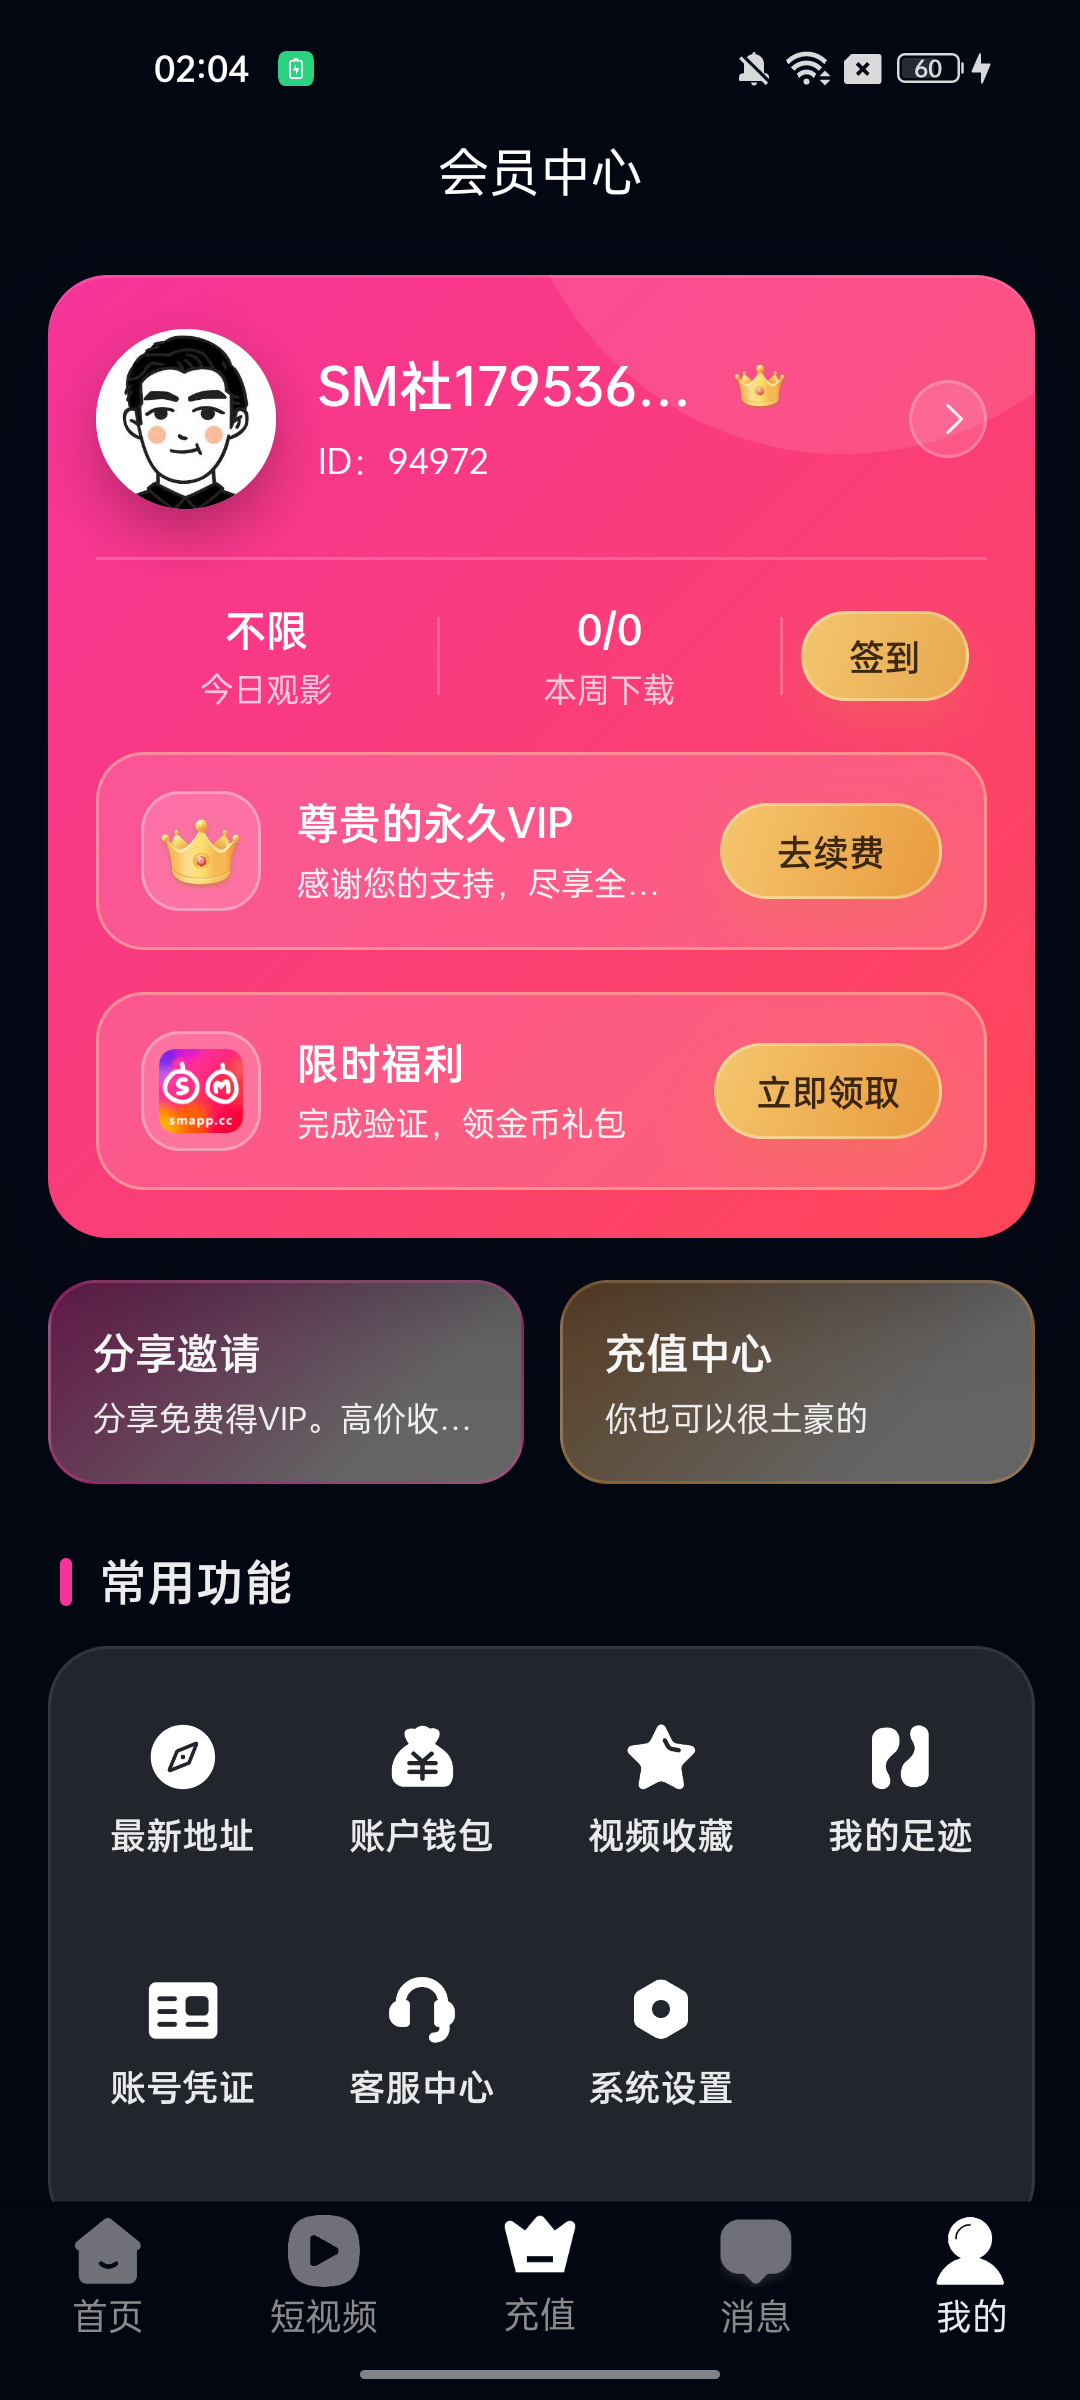 02:04
60
会员中心
SM社179536...
ID：94972
不限
今日观影
0/0
本周下载
签到
尊贵的永久VIP
感谢您的支持，尽享全...
去续费
SM
smapp.cc
限时福利
完成验证，领金币礼包
立即领取
分享邀请
分享免费得VIP。高价收...
充值中心
你也可以很土豪的
常用功能
最新地址
账户钱包
视频收藏
我的足迹
账号凭证
客服中心
系统设置
首页
短视频
充值
消息
我的